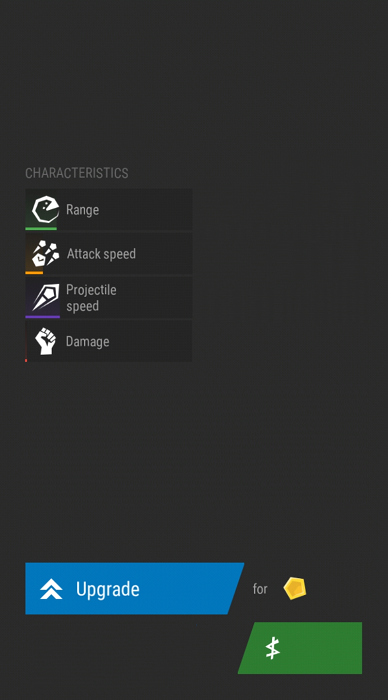 CHARACTERISTICS
Range
Attack speed
Projectile
speed
Damage
Upgrade
for